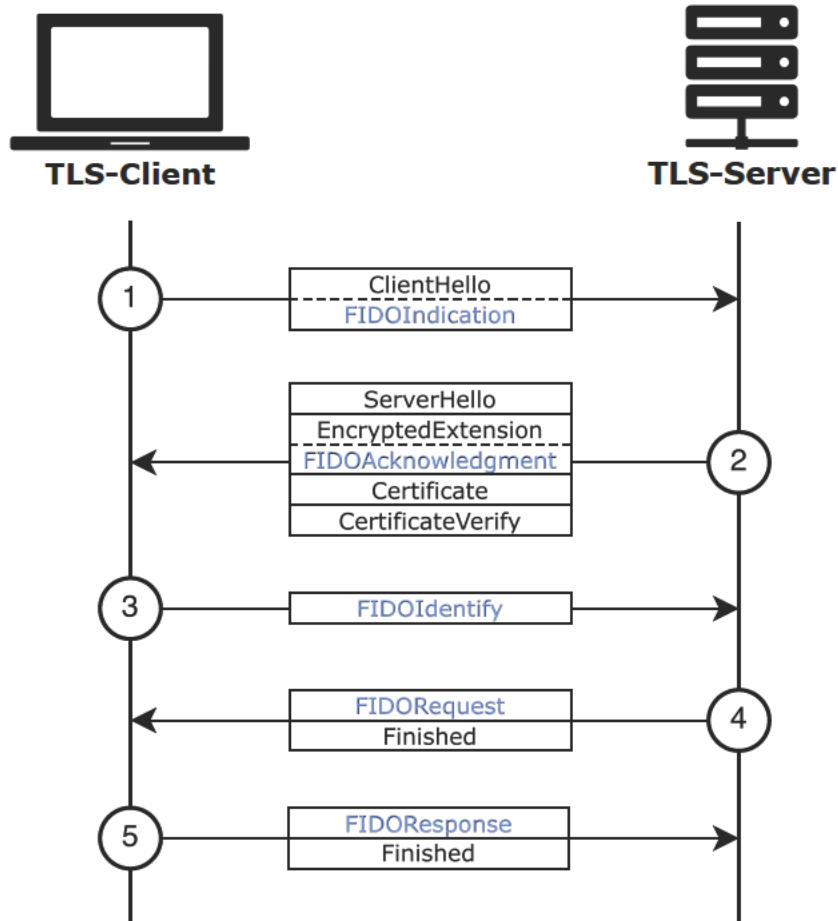 TLS-Client
TLS-Server
1
ClientHello
FIDOIndication
ServerHello
EncryptedExtension
FIDOAcknowledgment
Certificate
CertificateVerify
2
3
FIDOIdentify
FIDORequest
Finished
4
5
FIDOResponse
Finished